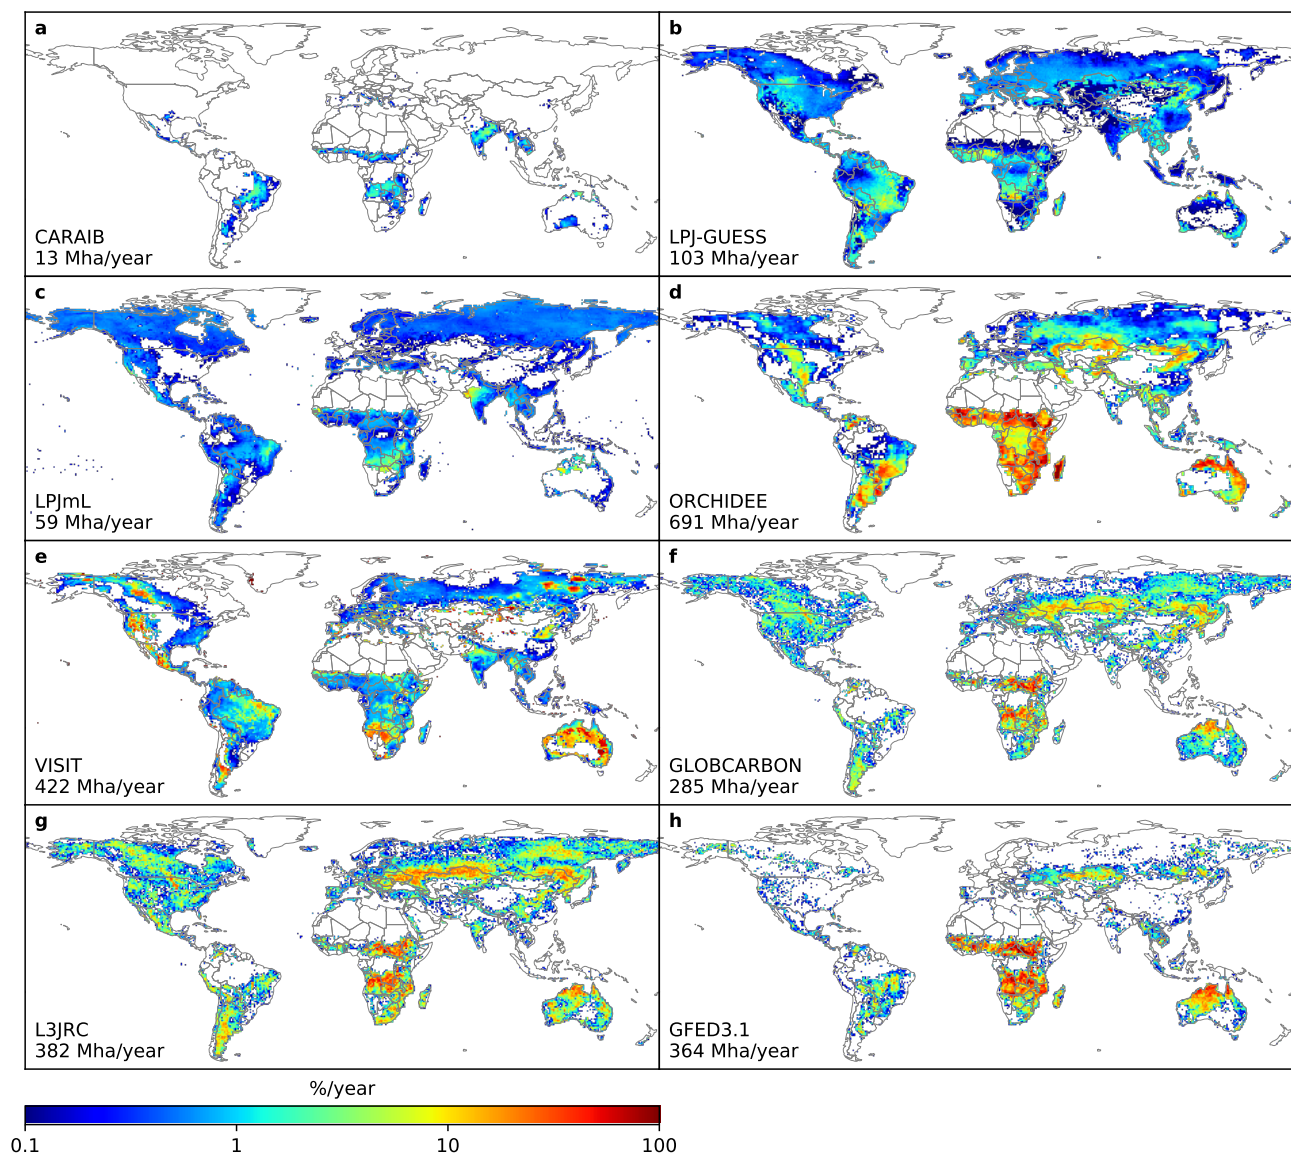 a
CARAIB
13 Mha/year
b
LPJ-GUESS
103 Mha/year
c
LPJmL
59 Mha/year
d
ORCHIDEE
691 Mha/year
e
VISIT
422 Mha/year
f
GLOBCARBON
285 Mha/year
g
L3JRC
382 Mha/year
h
GFED3.1
364 Mha/year
%/year
0.1 1 10 100